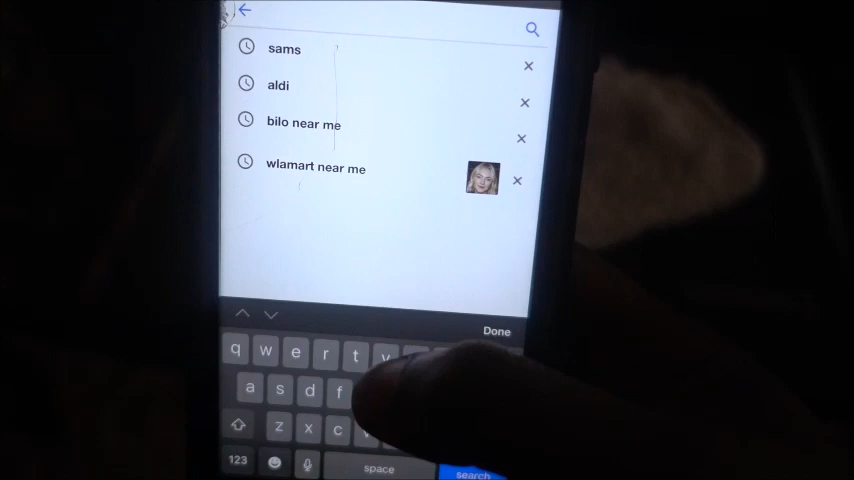 sams
aldi
bilo near me
wlamart near me
Done
q w e r t y
a s d f
z x c
123 space search